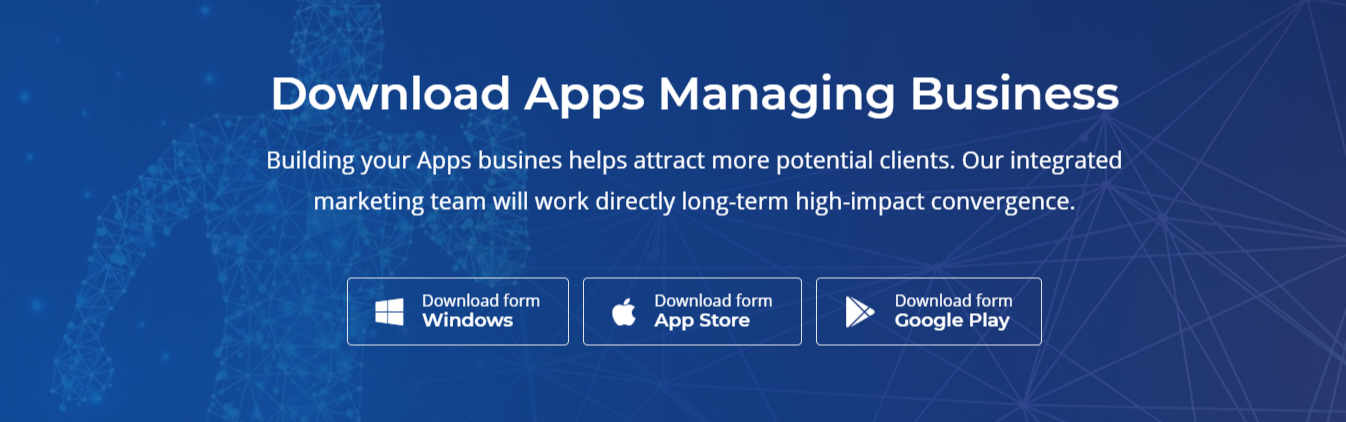 Download Apps Managing Business
Building your Apps busines helps attract more potential clients. Our integrated
marketing team will work directly long-term high-impact convergence.
Download form
Windows
Download form
App Store
Download form
Google Play